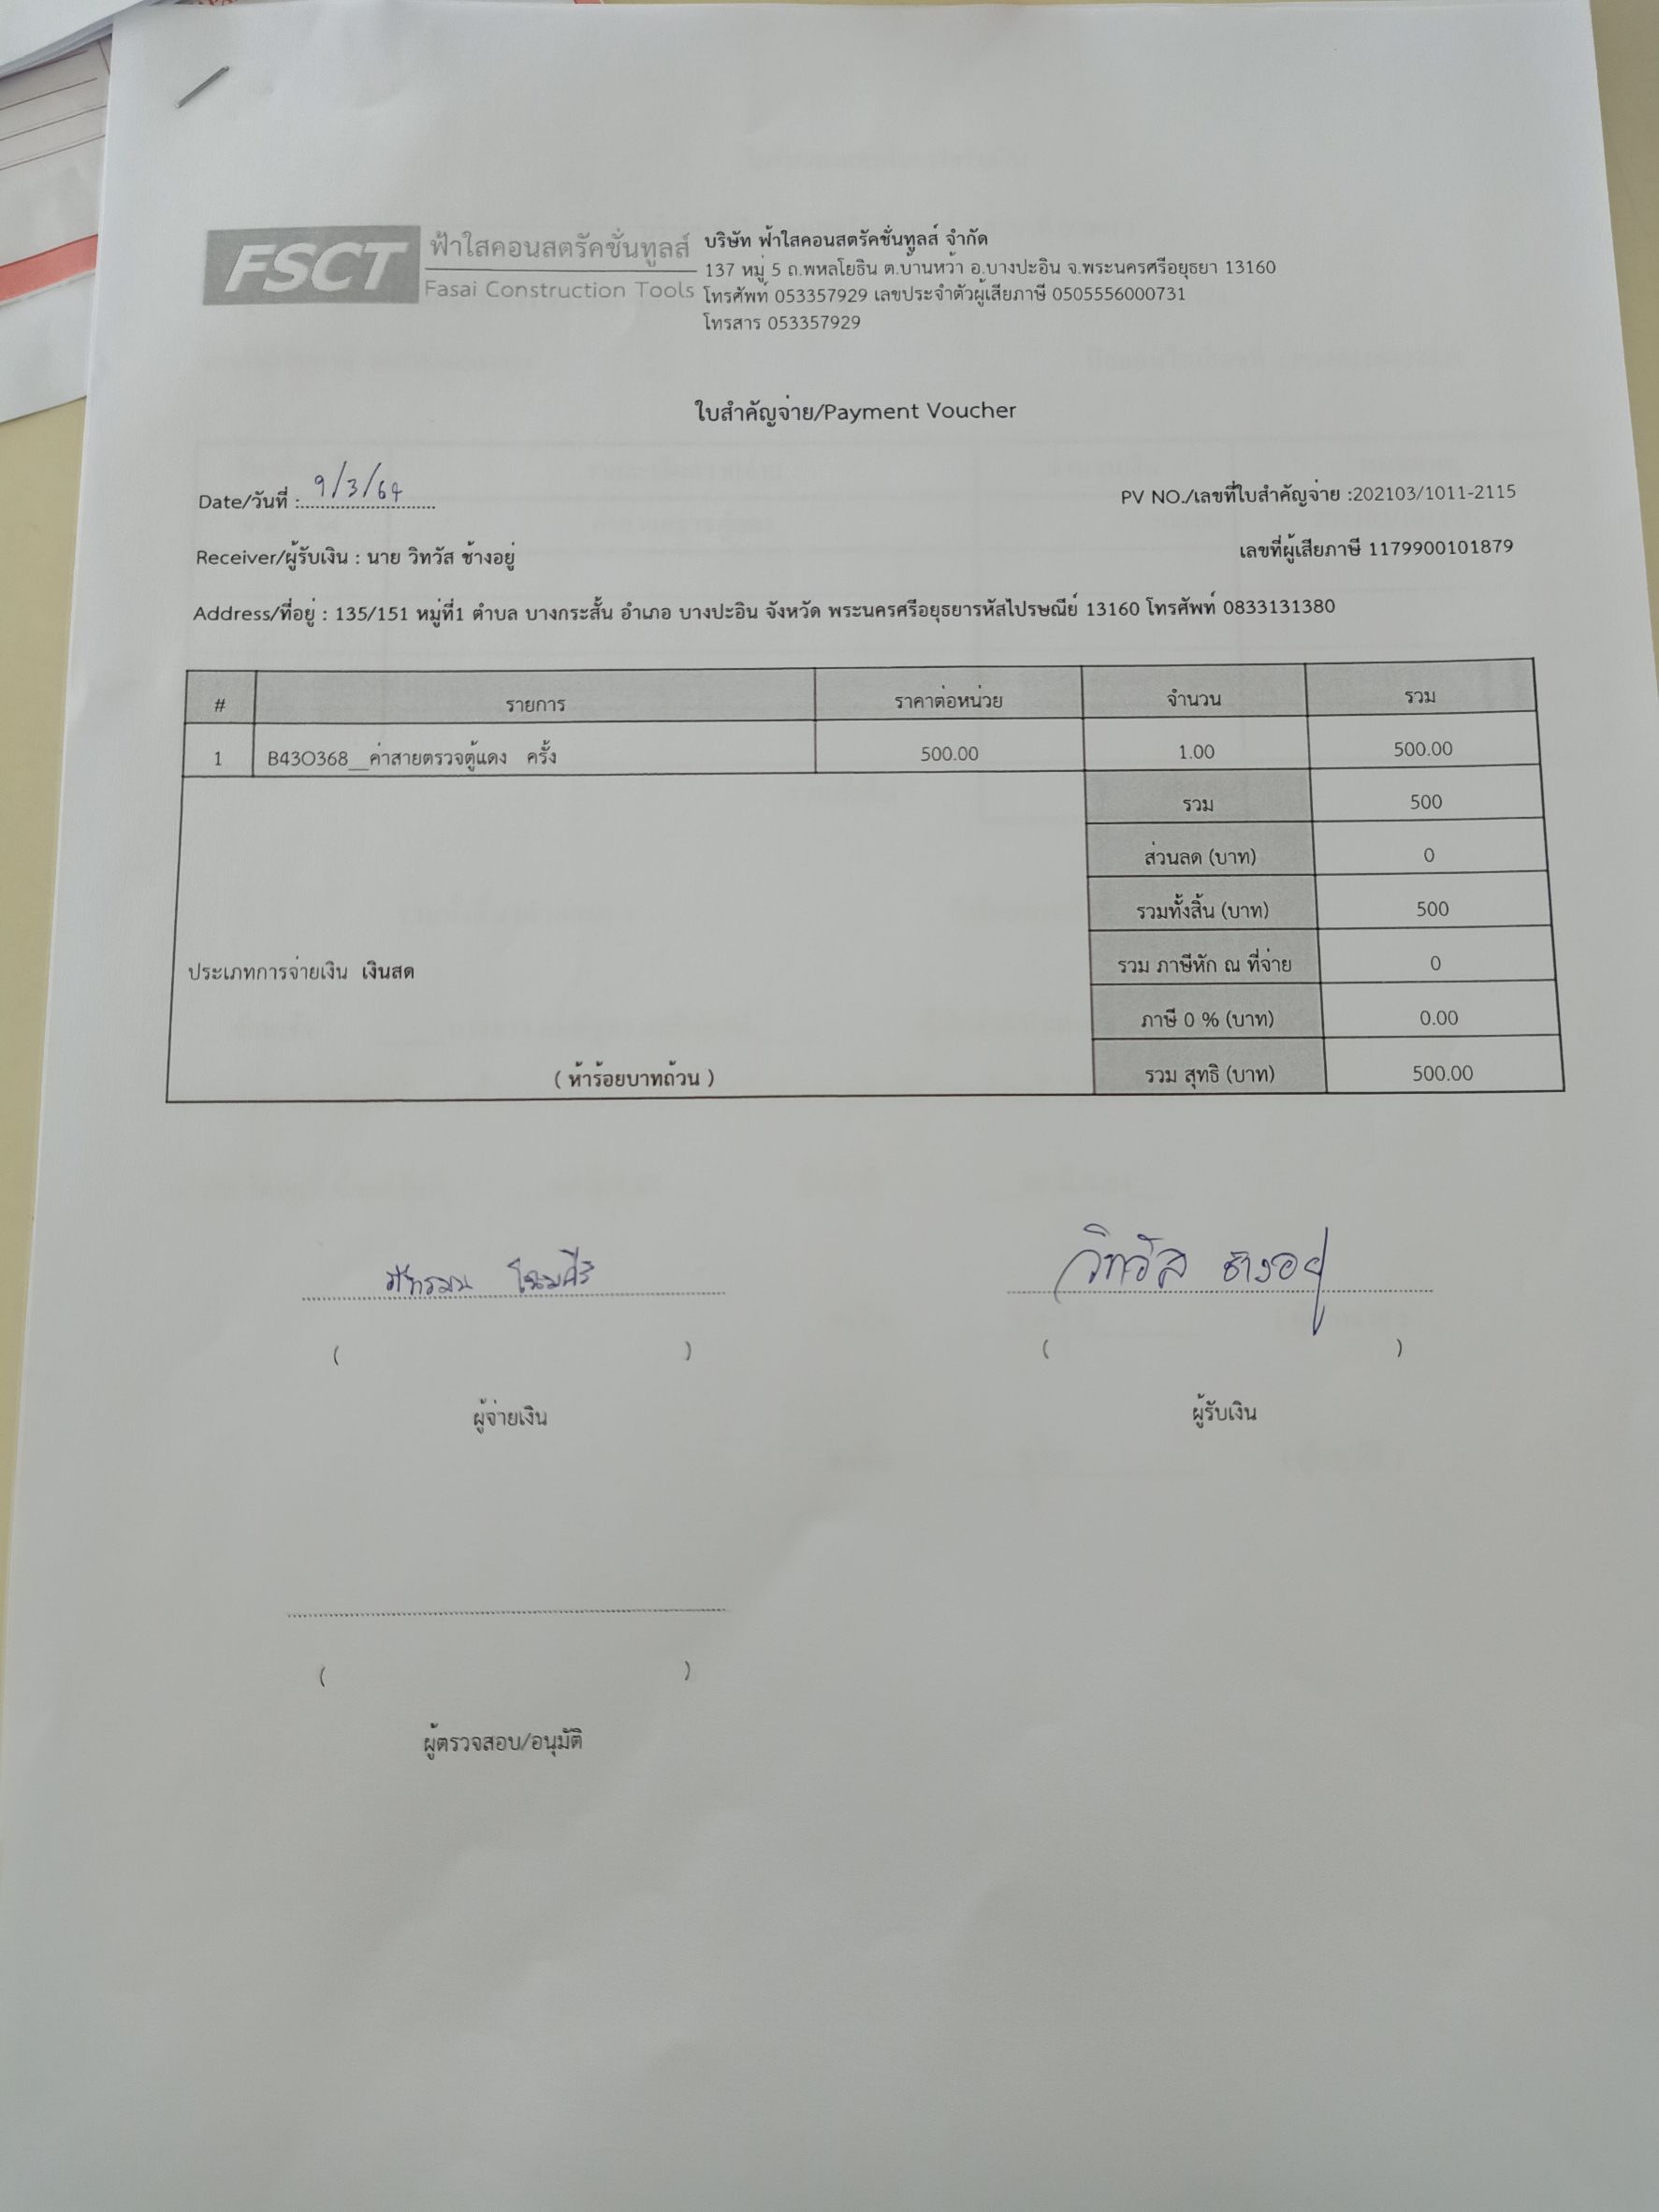 FSCT ฟ้าใสคอนสตรัคชั่นทูลส์
Fasai Construction Tools
บริษัท ฟ้าใสคอนสตรัคชั่นทูลส์ จำกัด
137 หมู่ 5 ถ.พหลโยธิน ต.บ้านหว้า อ.บางปะอิน จ.พระนครศรีอยุธยา 13160
โทรศัพท์ 053357929 เลขประจำตัวผู้เสียภาษี 0505556000731
โทรสาร 053357929
ใบสำคัญจ่าย/Payment Voucher
Date/วันที่ : 9/3/64
PV NO./เลขที่ใบสำคัญจ่าย :202103/1011-2115
Receiver/ผู้รับเงิน : นาย วิทวัส ช้างอยู่
เลขที่ผู้เสียภาษี 1179900101879
Address/ที่อยู่ : 135/151 หมู่ที่1 ตำบล บางกระสั้น อำเภอ บางปะอิน จังหวัด พระนครศรีอยุธยารหัสไปรษณีย์ 13160 โทรศัพท์ 0833131380
# รายการ ราคาต่อหน่วย จำนวน รวม
1 B43O368__ค่าสายตรวจตู้แดง ครั้ง 500.00 1.00 500.00
รวม 500
ส่วนลด (บาท) 0
รวมทั้งสิ้น (บาท) 500
ประเภทการจ่ายเงิน เงินสด รวม ภาษีหัก ณ ที่จ่าย 0
ภาษี 0 % (บาท) 0.00
( ห้าร้อยบาทถ้วน ) รวม สุทธิ (บาท) 500.00
วิทวัส ช้างอยู่
( ) ( )
ผู้จ่ายเงิน ผู้รับเงิน
( )
ผู้ตรวจสอบ/อนุมัติ